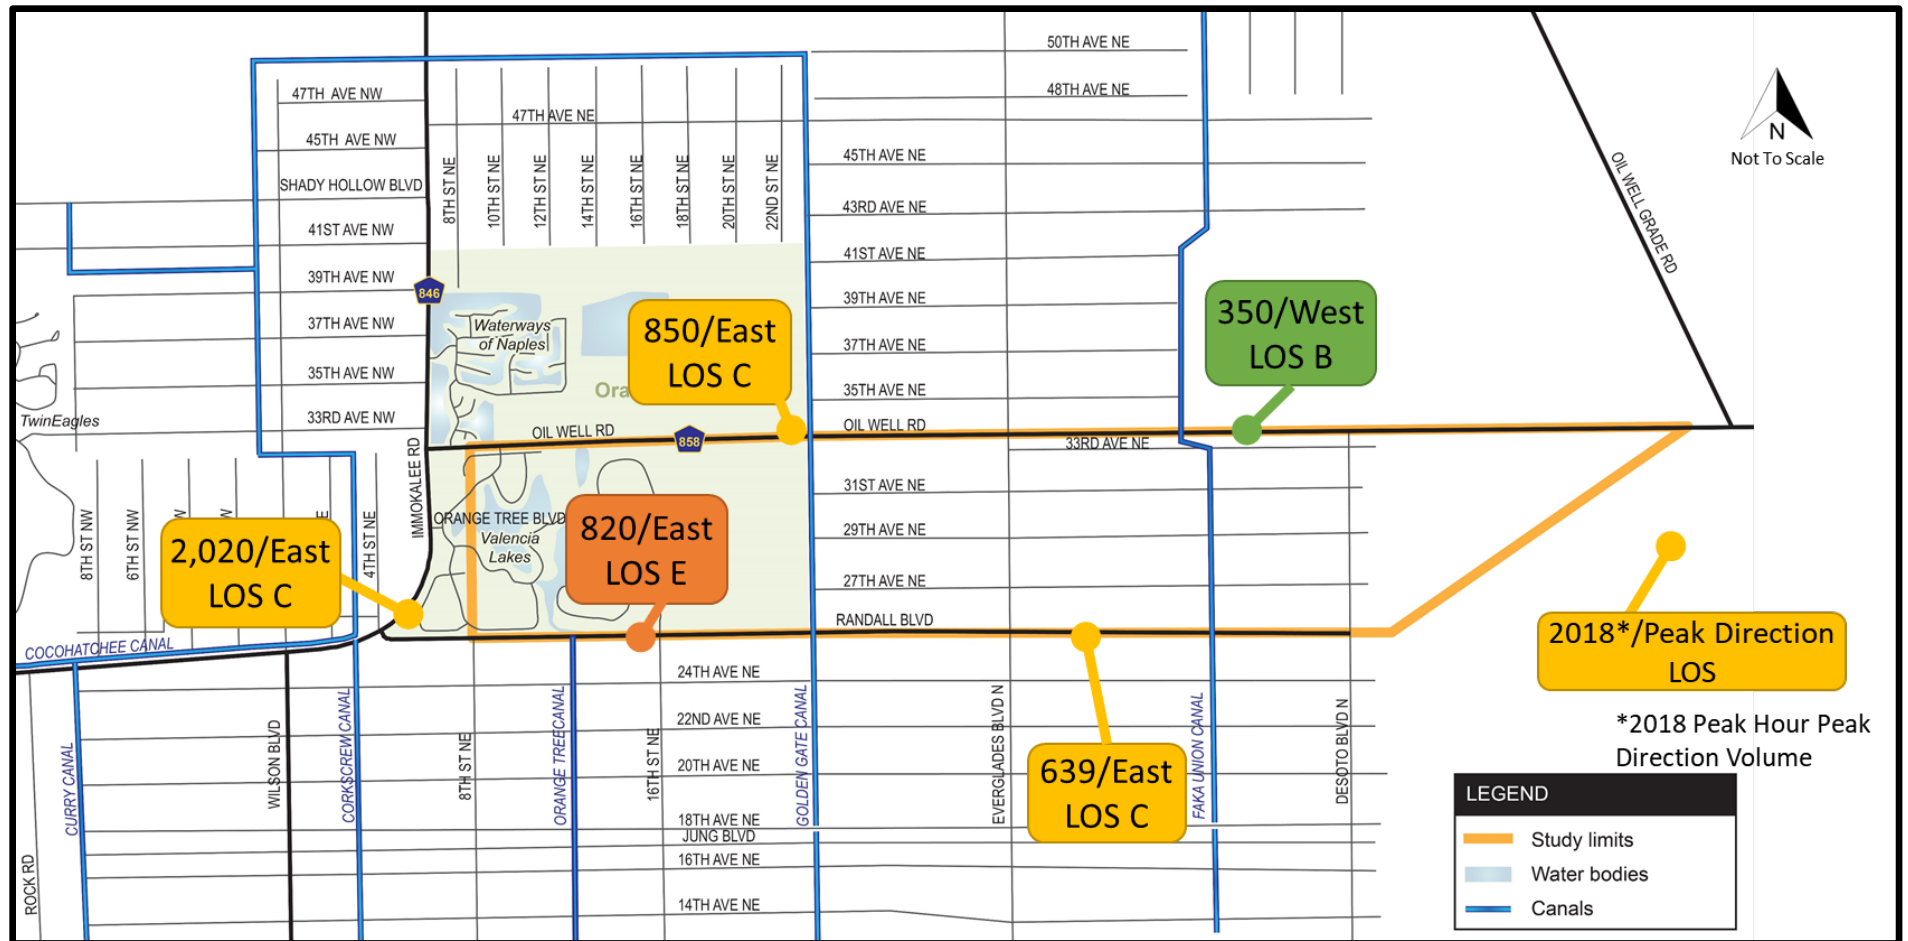 50TH AVE NE
47TH AVE NW
48TH AVE NE
47TH AVE NE
45TH AVE NW
45TH AVE NE
N
Not To Scale
SHADY HOLLOW BLVD
8TH ST NE
10TH ST NE
12TH ST NE
14TH ST NE
16TH ST NE
18TH ST NE
20TH ST NE
22ND ST NE
43RD AVE NE
OIL WELL GRADE RD
41ST AVE NW
41ST AVE NE
39TH AVE NW
846
39TH AVE NE
350/West
LOS B
37TH AVE NW
Waterways
of Naples
850/East
LOS C
37TH AVE NE
35TH AVE NW
Ora
35TH AVE NE
TwinEagles
33RD AVE NW
OIL WELL RD
858
OIL WELL RD
33RD AVE NE
IMMOKALEE RD
31ST AVE NE
8TH ST NW
6TH ST NW
W
W
E
4TH ST NE
ORANGE TREE BLVD
Valencia
Lakes
820/East
LOS E
29TH AVE NE
2,020/East
LOS C
27TH AVE NE
RANDALL BLVD
2018*/Peak Direction
LOS
COCOHATCHEE CANAL
24TH AVE NE
*2018 Peak Hour Peak
Direction Volume
22ND AVE NE
CURRY CANAL
WILSON BLVD
CORKSCREW CANAL
8TH ST NE
ORANGE TREE CANAL
16TH ST NE
GOLDEN GATE CANAL
EVERGLADES BLVD N
639/East
LOS C
FAKA UNION CANAL
DESOTO BLVD N
20TH AVE NE
18TH AVE NE
JUNG BLVD
16TH AVE NE
ROCK RD
14TH AVE NE
LEGEND
Study limits
Water bodies
Canals